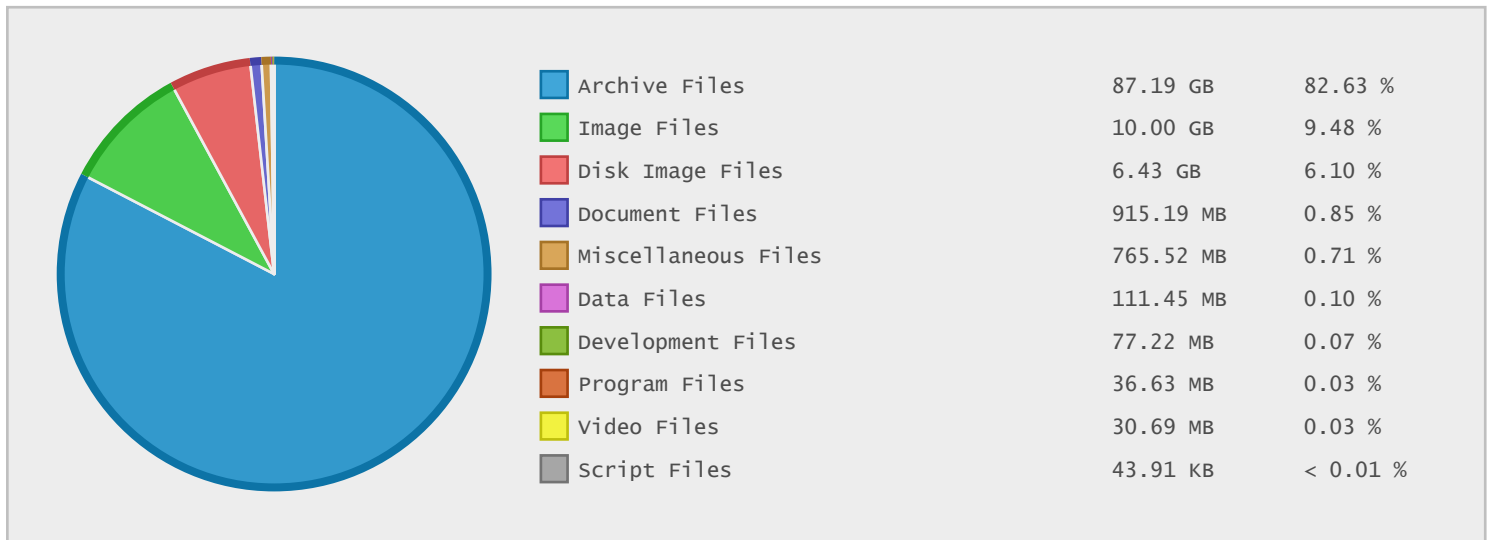 Archive Files 87.19 GB 82.63 %
Image Files 10.00 GB 9.48 %
Disk Image Files 6.43 GB 6.10 %
Document Files 915.19 MB 0.85 %
Miscellaneous Files 765.52 MB 0.71 %
Data Files 111.45 MB 0.10 %
Development Files 77.22 MB 0.07 %
Program Files 36.63 MB 0.03 %
Video Files 30.69 MB 0.03 %
Script Files 43.91 KB < 0.01 %